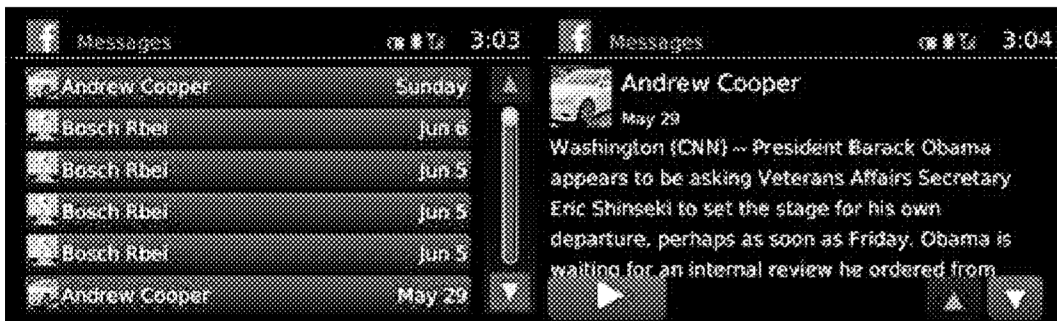 f Messages 3:03
Andrew Cooper Sunday
Bosch Rbei Jun 6
Bosch Rbei Jun 5
Bosch Rbei Jun 5
Bosch Rbei Jun 5
Andrew Cooper May 29
f Messages 3:04
Andrew Cooper
May 29
Washington (CNN) -- President Barack Obama
appears to be asking Veterans Affairs Secretary
Eric Shinseki to set the stage for his own
departure, perhaps as soon as Friday. Obama is
waiting for an internal review he ordered from